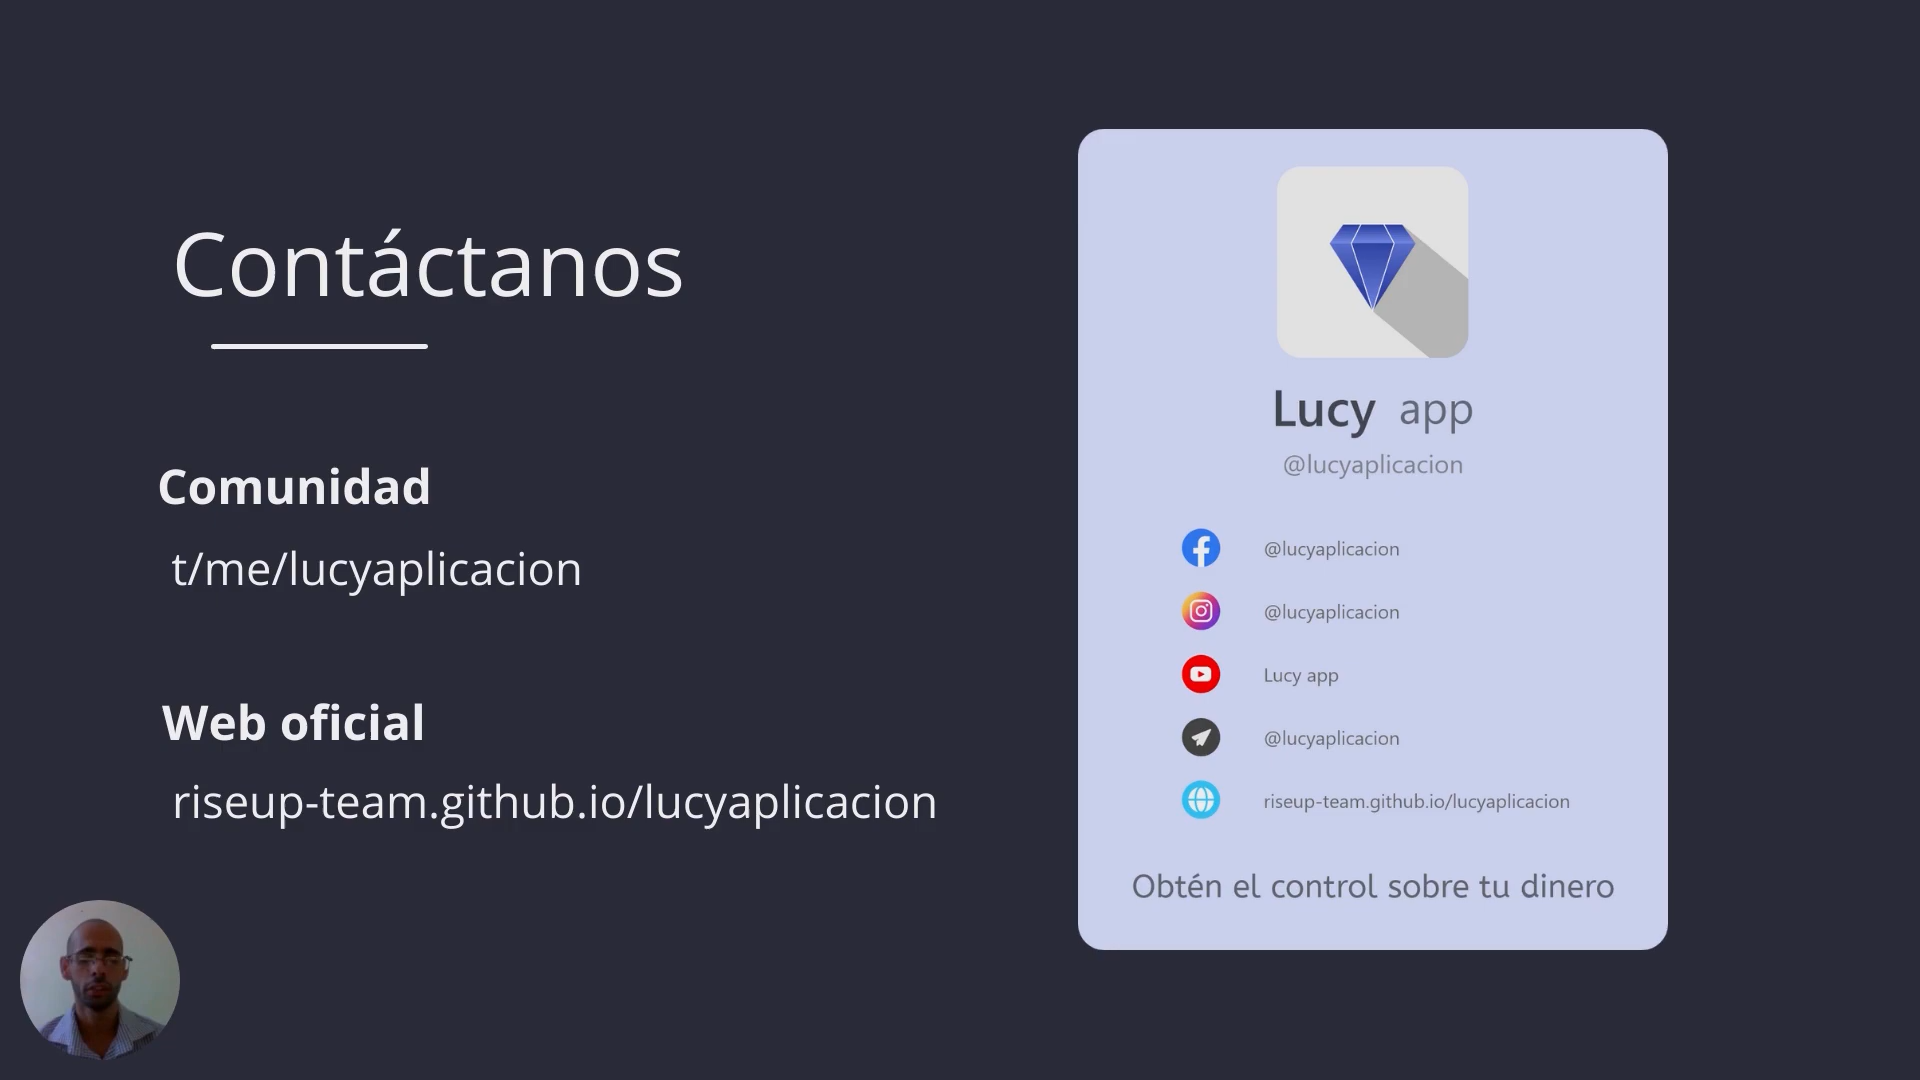 Contáctanos
Comunidad
t/me/lucyaplicacion
Web oficial
riseup-team.github.io/lucyaplicacion
Lucy app
@lucyaplicacion
@lucyaplicacion
@lucyaplicacion
Lucy app
@lucyaplicacion
riseup-team.github.io/lucyaplicacion
Obtén el control sobre tu dinero